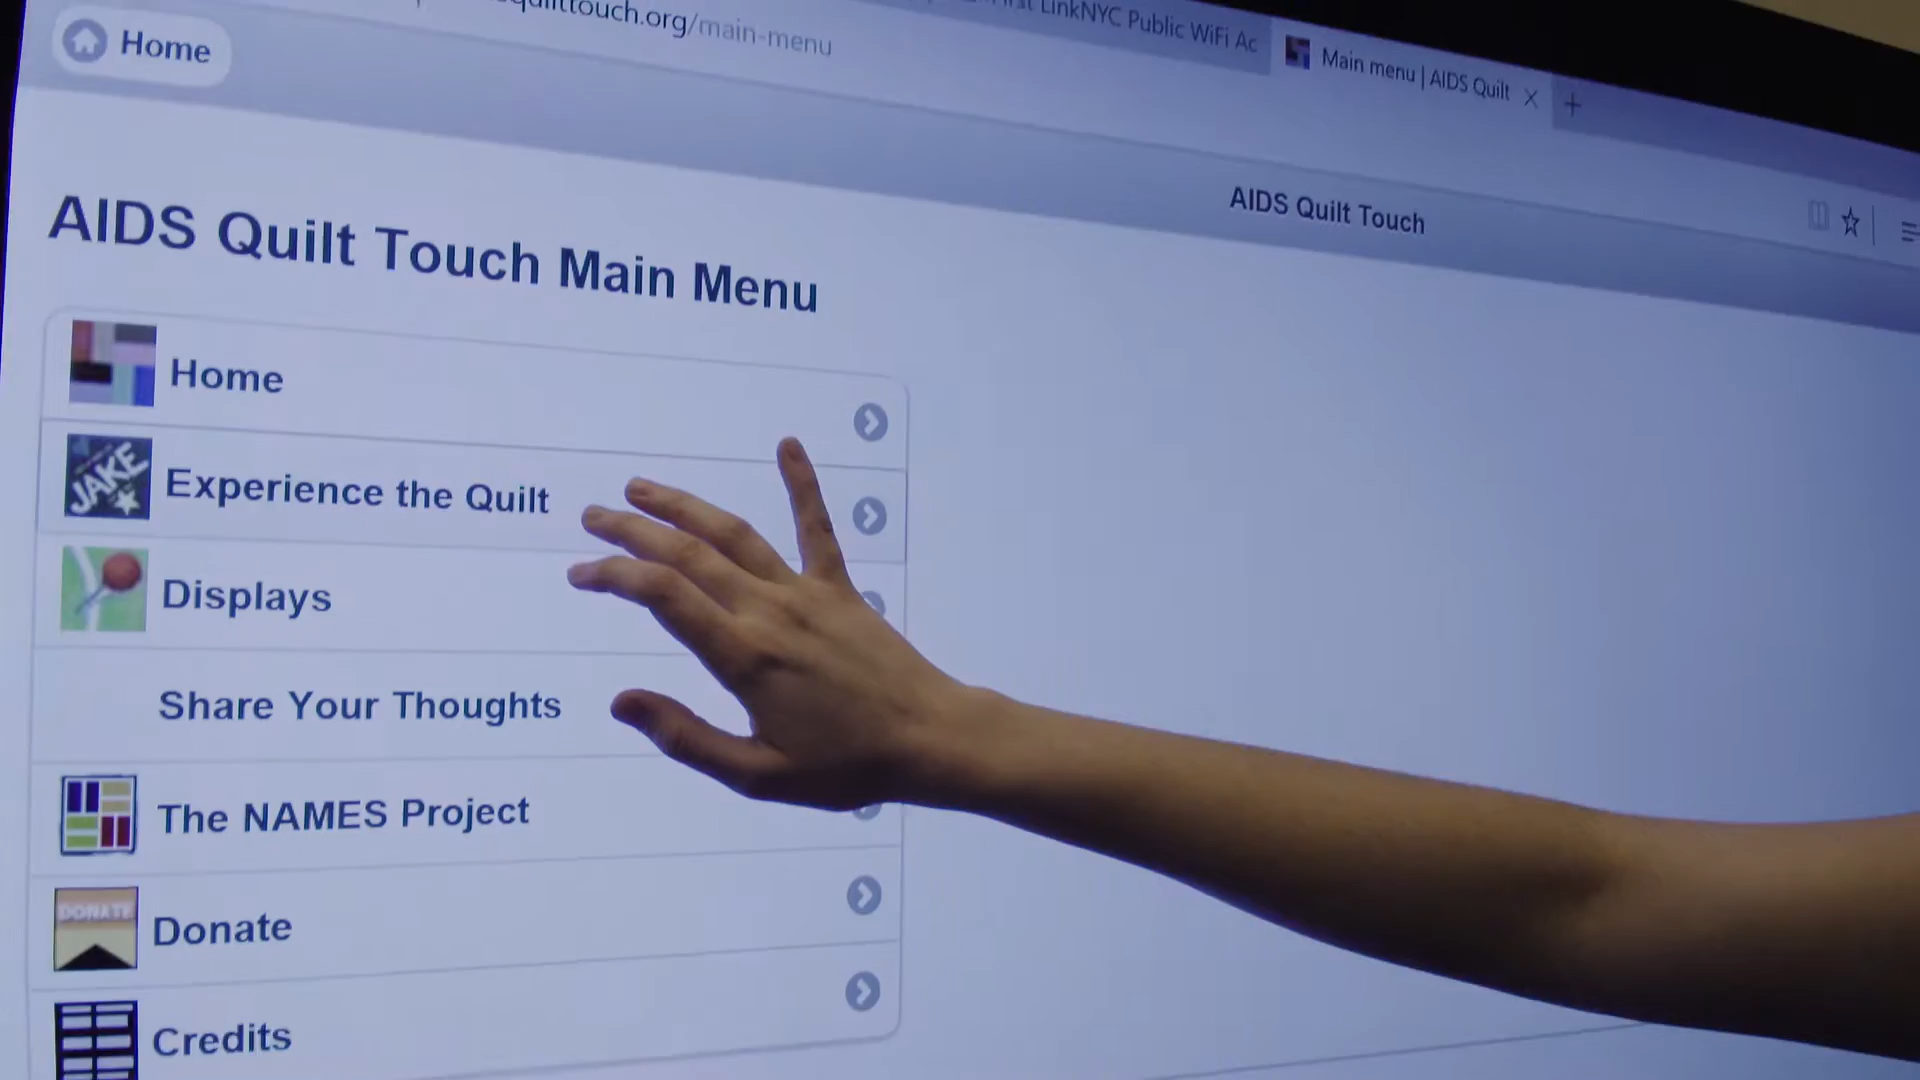 quilttouch.org/main-menu
LinkNYC Public WiFi Ac
Main menu | AIDS Quilt
Home
AIDS Quilt Touch
AIDS Quilt Touch Main Menu
Home
JAKE
Experience the Quilt
Displays
Share Your Thoughts
The NAMES Project
DONATE
Donate
Credits